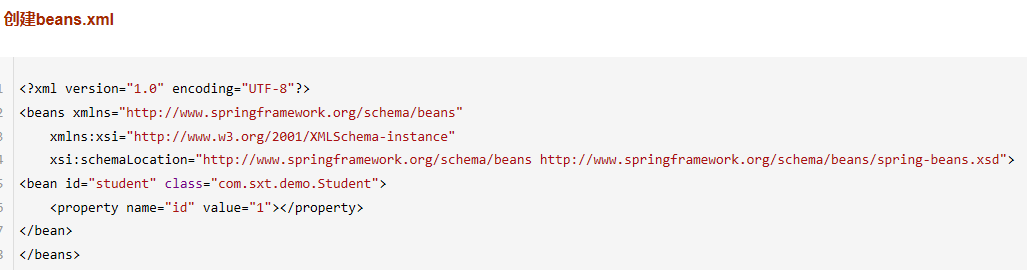 创建beans.xml
1 <?xml version="1.0" encoding="UTF-8"?>
2 <beans xmlns="http://www.springframework.org/schema/beans"
3     xmlns:xsi="http://www.w3.org/2001/XMLSchema-instance"
4     xsi:schemaLocation="http://www.springframework.org/schema/beans http://www.springframework.org/schema/beans/spring-beans.xsd">
5 <bean id="student" class="com.sxt.demo.Student">
6     <property name="id" value="1"></property>
7 </bean>
8 </beans>